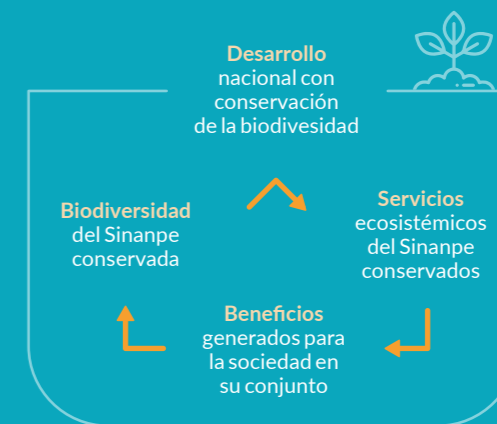 Desarrollo
nacional con
conservación
de la biodivesidad
Biodiversidad
del Sinanpe
conservada
Servicios
ecosistémicos
del Sinanpe
conservados
Beneficios
generados para
la sociedad en
su conjunto